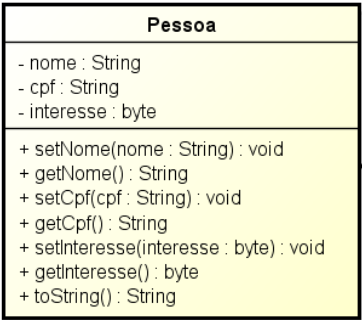 Pessoa
- nome : String
- cpf : String
- interesse : byte
+ setNome(nome : String) : void
+ getNome() : String
+ setCpf(cpf : String) : void
+ getCpf() : String
+ setInteresse(interesse : byte) : void
+ getInteresse() : byte
+ toString() : String